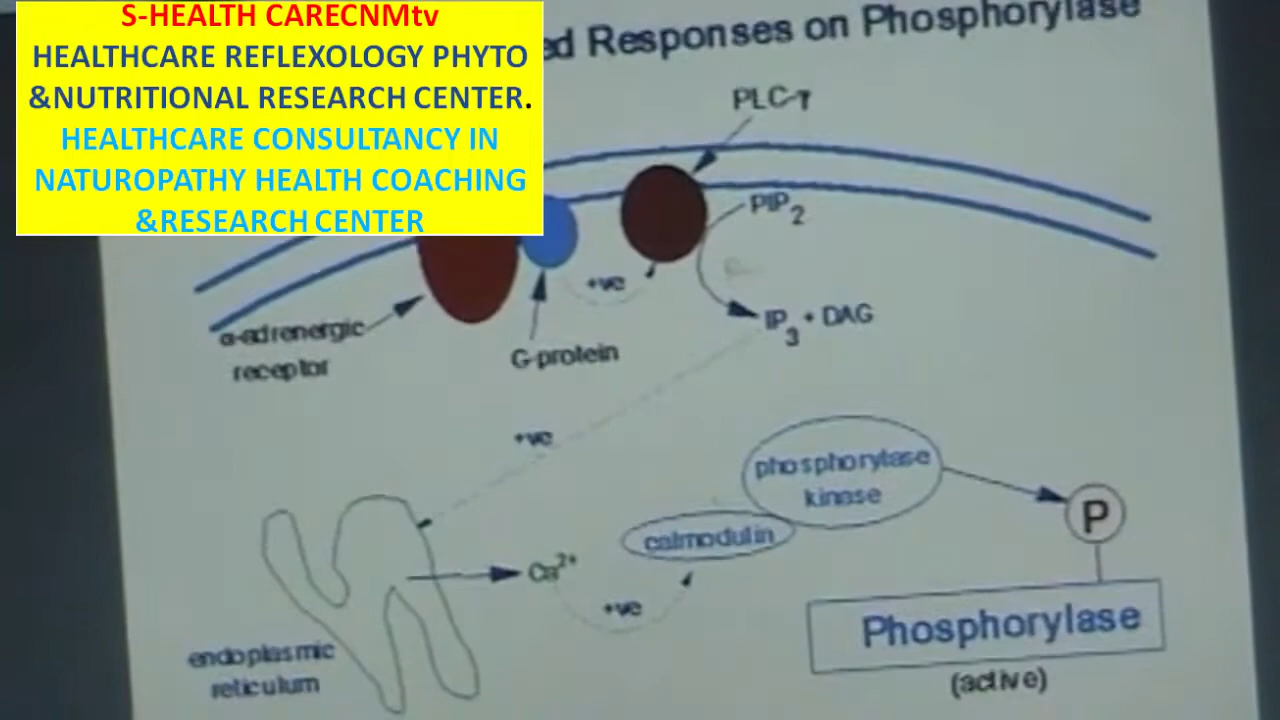 S-HEALTH CARECNMtv
HEALTHCARE REFLEXOLOGY PHYTO
&NUTRITIONAL RESEARCH CENTER.
HEALTHCARE CONSULTANCY IN
NATUROPATHY HEALTH COACHING
&RESEARCH CENTER
ed Responses on Phosphorylase
PLC-γ
PIP2
+ve
IP3 + DAG
α-adrenergic
receptor
G-protein
+ve
phosphorylase
kinase
P
calmodulin
Ca2+
+ve
Phosphorylase
(active)
endoplasmic
reticulum